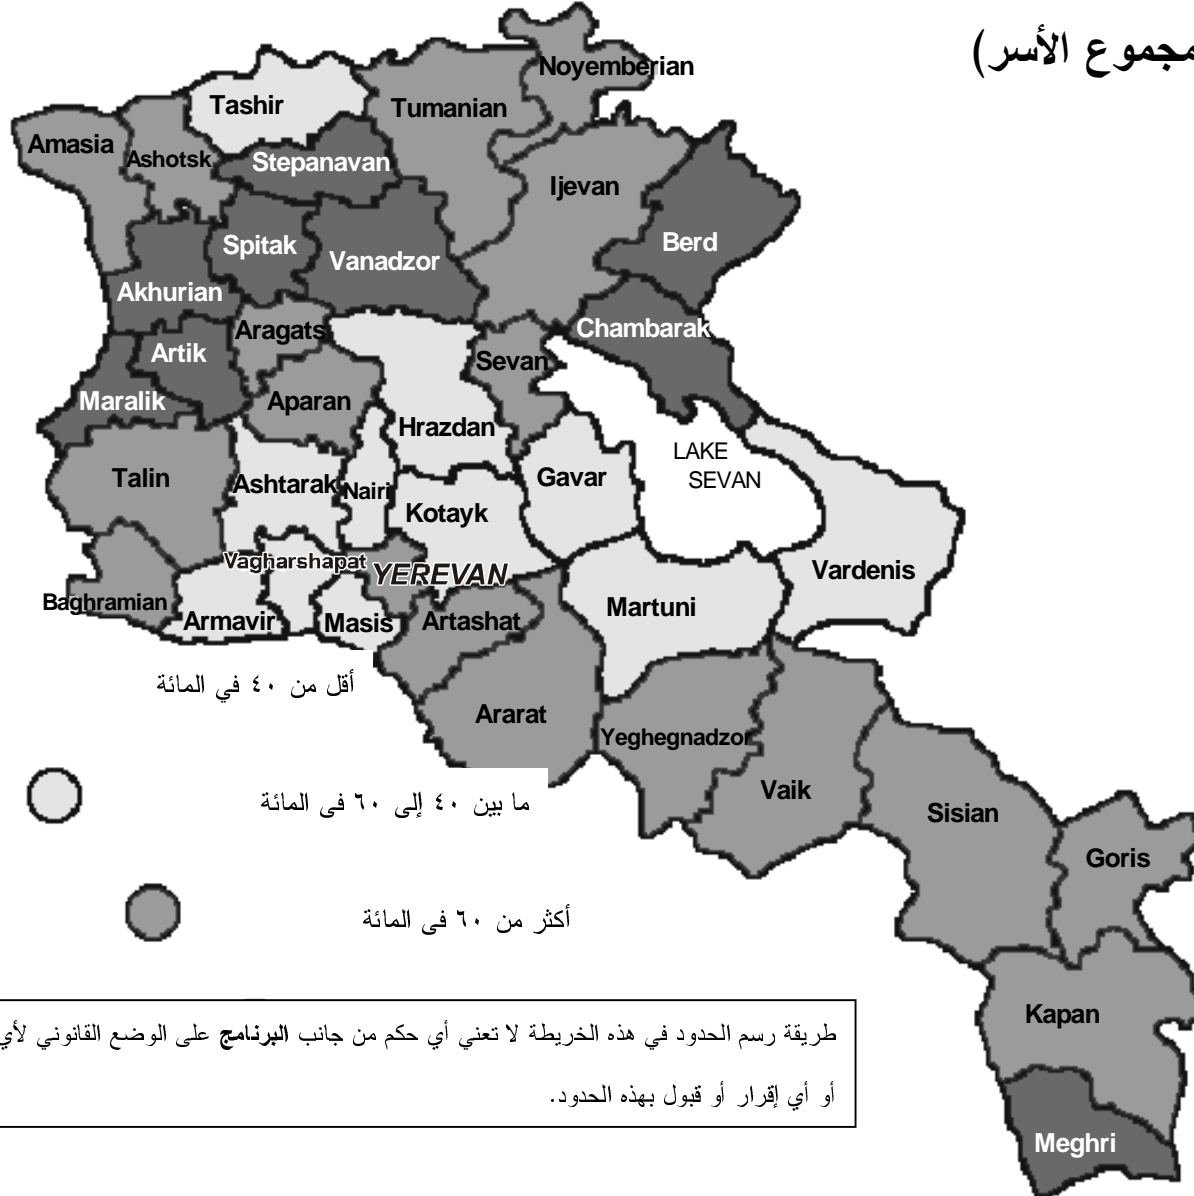 مجموع الأسر)
Noyemberian
Tashir
Tumanian
Amasia
Ashotsk
Stepanavan
Ijevan
Spitak
Vanadzor
Berd
Akhurian
Aragats
Chambarak
Artik
Sevan
Maralik
Aparan
Hrazdan
LAKE
SEVAN
Talin
Ashtarak
Nairi
Gavar
Kotayk
Vagharshapat
YEREVAN
Vardenis
Baghramian
Armavir
Masis
Artashat
Martuni
أقل من ٤٠ في المائة
Ararat
Yeghegnadzor
ما بين ٤٠ إلى ٦٠ فى المائة
Vaik
Sisian
Goris
أكثر من ٦٠ فى المائة
Kapan
طريقة رسم الحدود في هذه الخريطة لا تعني أي حكم من جانب البرنامج على الوضع القانوني لأي
أو أي إقرار أو قبول بهذه الحدود.
Meghri